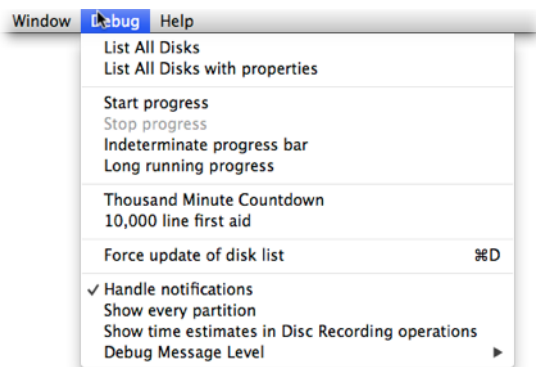 Window Debug Help
List All Disks
List All Disks with properties
Start progress
Stop progress
Indeterminate progress bar
Long running progress
Thousand Minute Countdown
10,000 line first aid
Force update of disk list ⌘D
✓ Handle notifications
Show every partition
Show time estimates in Disc Recording operations
Debug Message Level ▶